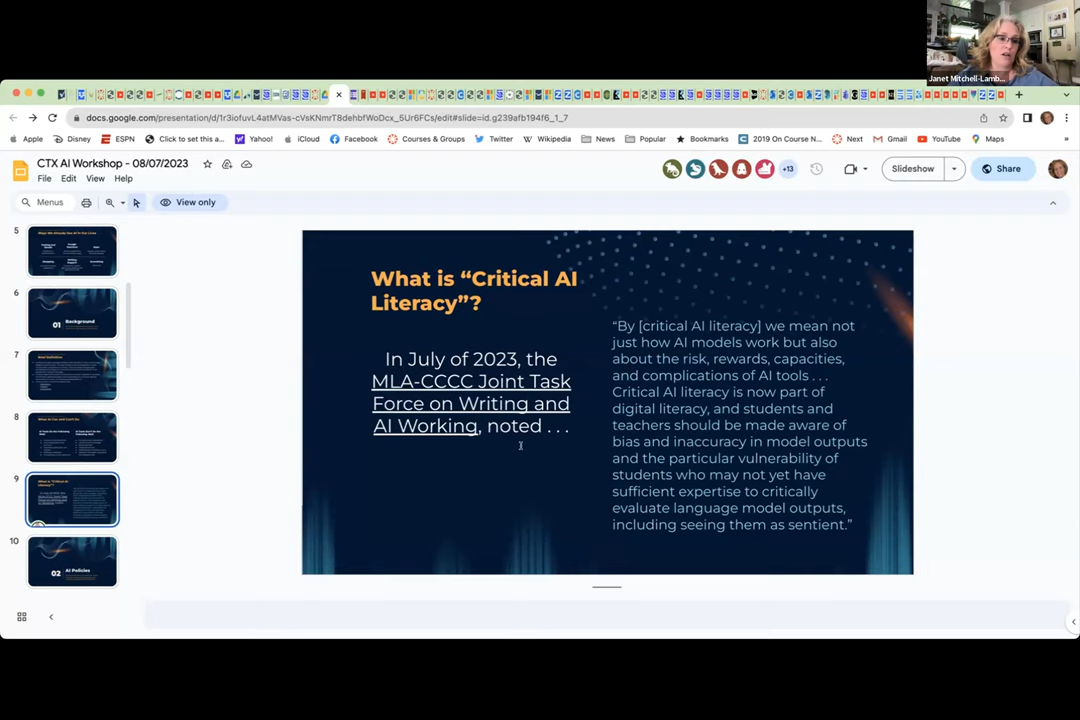 Janet Mitchell-Lamb...
docs.google.com/presentation/d/1r3iofuvL4atMVas-cVsKNmrT8dehbfWoDcx_5Ur6FCs/edit#slide=id.g239afb194f6_1_7
Apple Disney ESPN Click to set this a... Yahoo! iCloud Facebook Courses & Groups Twitter Wikipedia News Popular Bookmarks 2019 On Course N... Next Gmail YouTube Maps
CTX AI Workshop - 08/07/2023
File Edit View Help
+13
Slideshow
Share
Menus
View only
5
6
01 Background
7
8
9
10
02 AI Policies
What is “Critical AI
Literacy”?
In July of 2023, the
MLA-CCCC Joint Task
Force on Writing and
AI Working, noted . . .
“By [critical AI literacy] we mean not
just how AI models work but also
about the risk, rewards, capacities,
and complications of AI tools . . .
Critical AI literacy is now part of
digital literacy, and students and
teachers should be made aware of
bias and inaccuracy in model outputs
and the particular vulnerability of
students who may not yet have
sufficient expertise to critically
evaluate language model outputs,
including seeing them as sentient.”